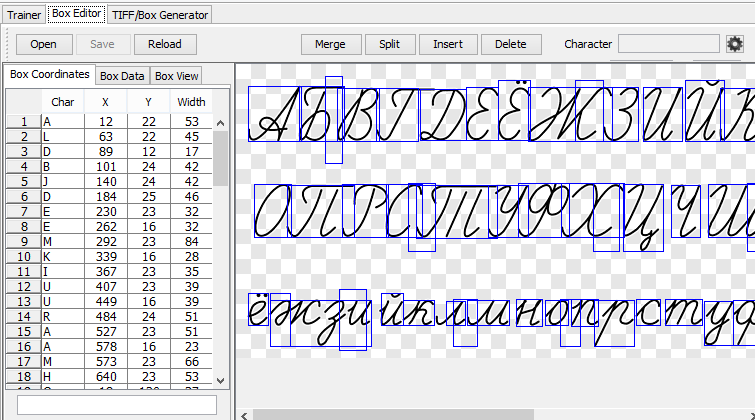 Trainer Box Editor TIFF/Box Generator
Open Save Reload Merge Split Insert Delete Character
Box Coordinates Box Data Box View
Char X Y Width
1 A 12 22 53
2 L 63 22 45
3 D 89 12 17
4 B 101 24 42
5 J 140 24 42
6 D 184 25 46
7 E 230 23 32
8 E 262 16 32
9 M 292 23 84
10 K 339 16 28
11 I 367 23 35
12 U 407 23 39
13 U 449 16 39
14 R 484 24 51
15 A 527 23 51
16 A 578 16 23
17 M 573 23 66
18 H 640 23 53
АБВГДЕЁЖЗИЙК
ОПРСТУФХЦЧШ
ёжзийклмнопрстуф